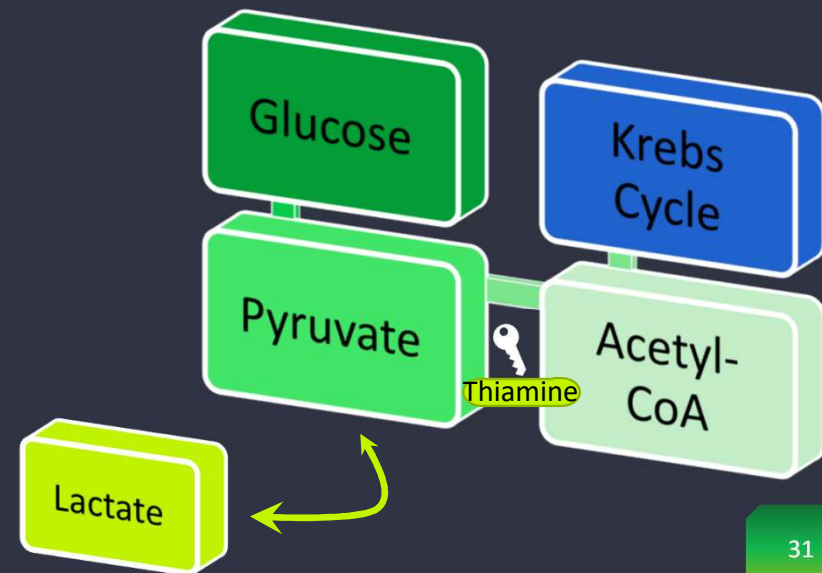 Glucose
Krebs
Cycle
Pyruvate
Thiamine
Acetyl-
CoA
Lactate
31